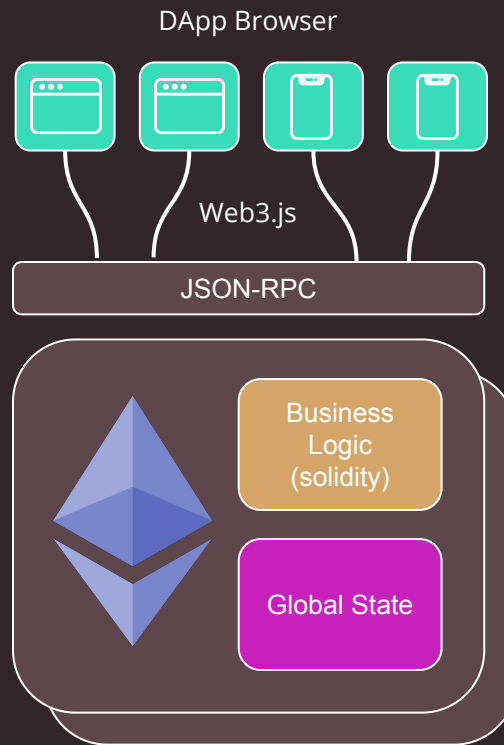 DApp Browser
Web3.js
JSON-RPC
Business
Logic
(solidity)
Global State